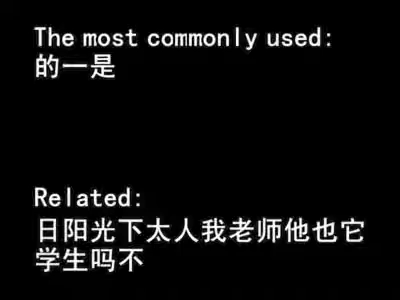 The most commonly used:
的一是
Related:
日阳光下太人我老师他也它
学生吗不